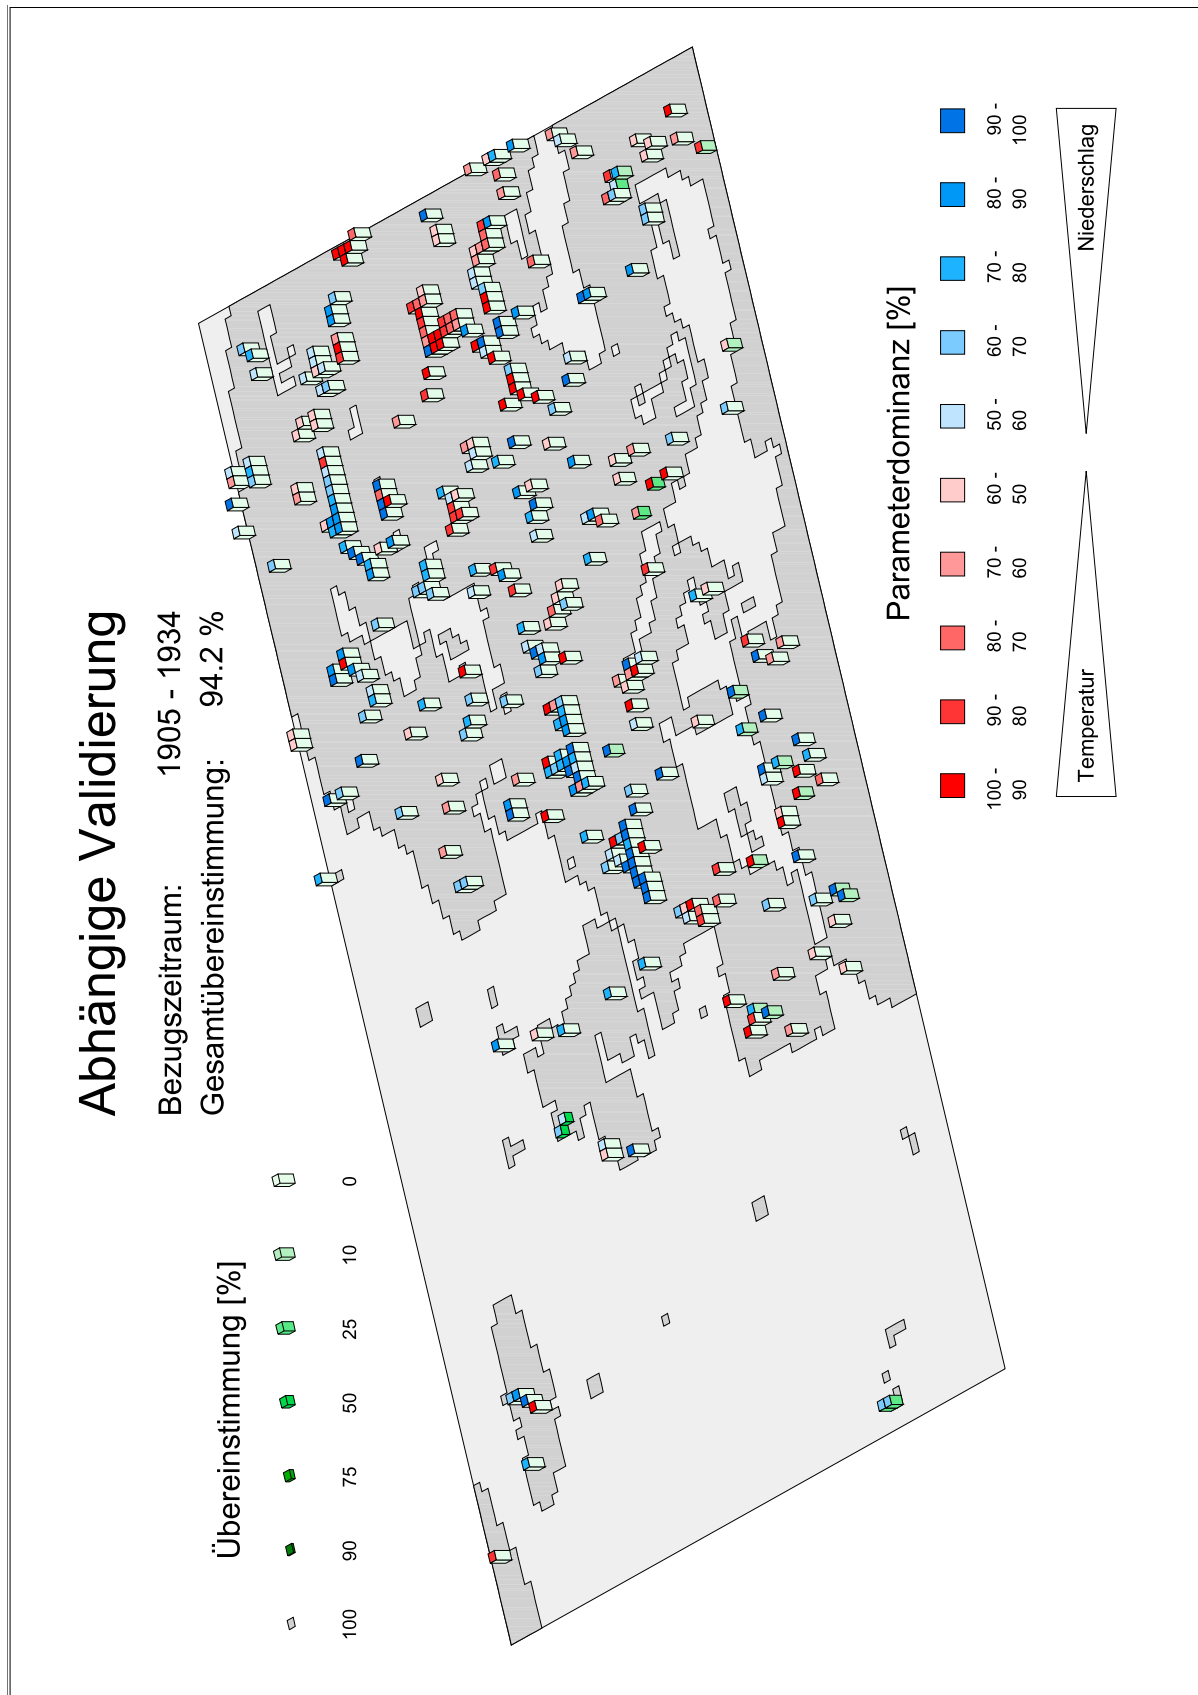 Abhängige Validierung
Bezugszeitraum: 1905 - 1934
Gesamtübereinstimmung: 94.2 %
Übereinstimmung [%]
100 90 75 50 25 10 0
Parameterdominanz [%]
100 - 90 - 80 - 70 - 60 - 50 - 60 - 70 - 80 - 90 -
90 80 70 60 50 60 70 80 90 100
Temperatur Niederschlag